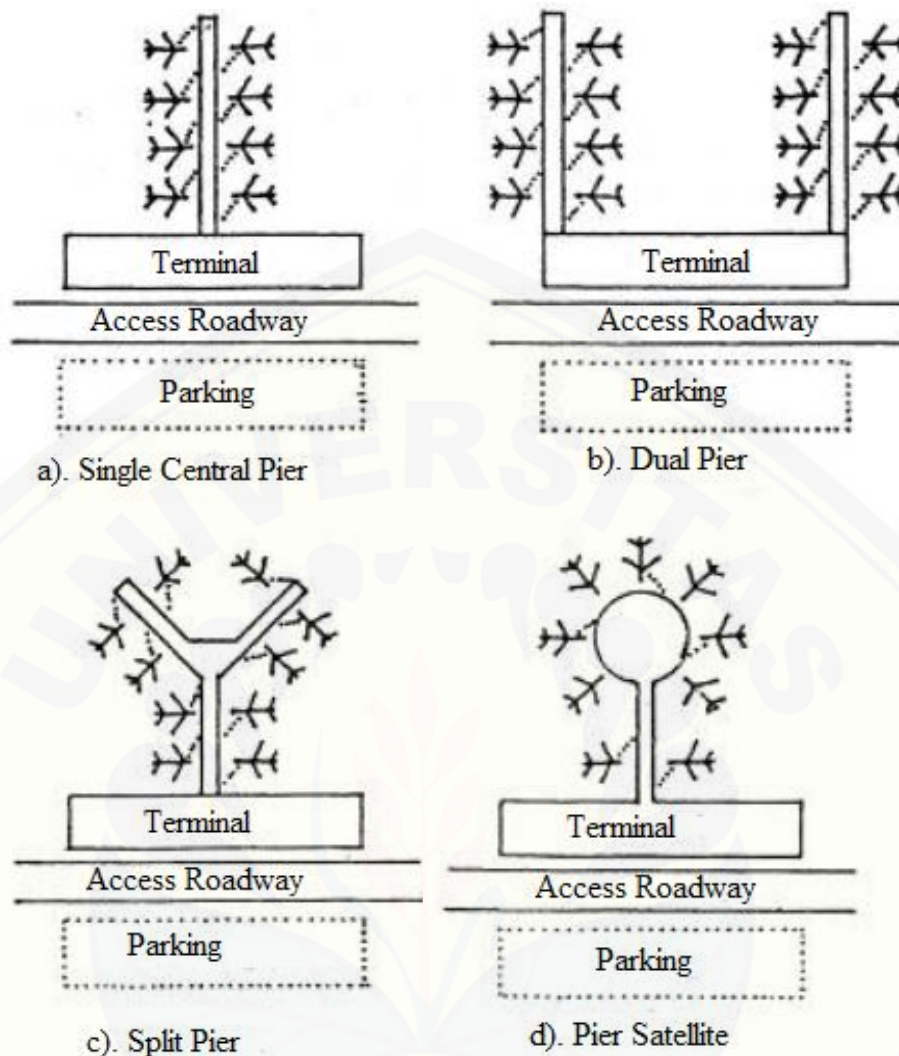 Terminal
Access Roadway
Parking
a). Single Central Pier
Terminal
Access Roadway
Parking
b). Dual Pier
Terminal
Access Roadway
Parking
c). Split Pier
Terminal
Access Roadway
Parking
d). Pier Satellite
UNIVERSITAS